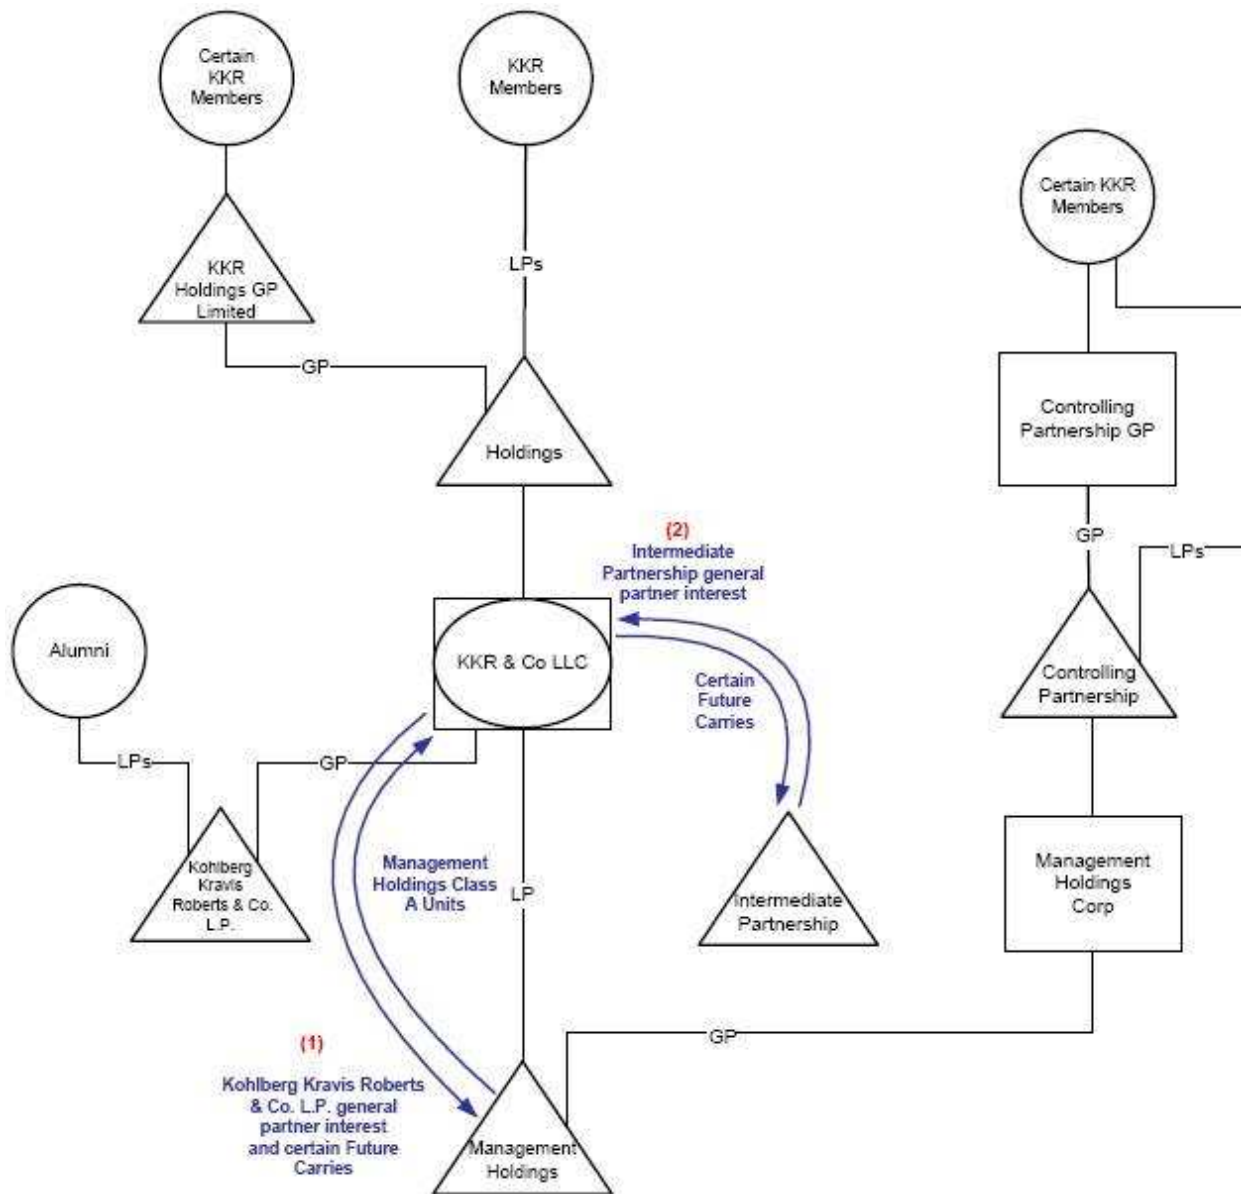 Certain
KKR
Members
KKR
Members
Certain KKR
Members
LPs
KKR
Holdings GP
Limited
GP
Holdings
Controlling
Partnership GP
(2)
Intermediate
Partnership general
partner interest
GP
LPs
Alumni
KKR & Co LLC
Certain
Future
Carries
Controlling
Partnership
LPs
GP
Kohlberg
Kravis
Roberts & Co.
L.P.
Management
Holdings Class
A Units
LP
Intermediate
Partnership
Management
Holdings
Corp
GP
(1)
Kohlberg Kravis Roberts
& Co. L.P. general
partner interest
and certain Future
Carries
Management
Holdings